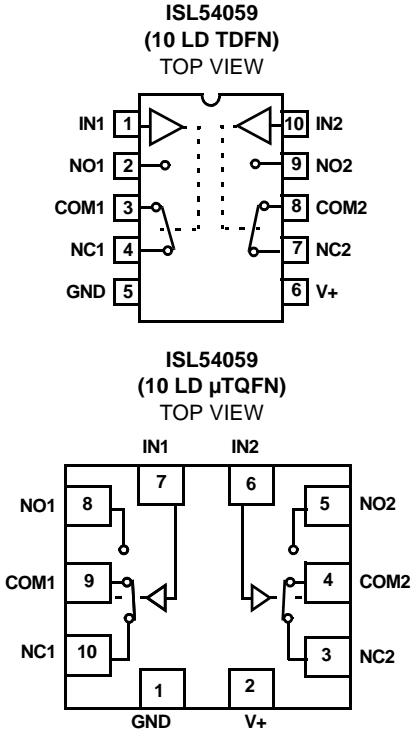 ISL54059
(10 LD TDFN)
TOP VIEW
IN1 1 10 IN2
NO1 2 9 NO2
COM1 3 8 COM2
NC1 4 7 NC2
GND 5 6 V+
ISL54059
(10 LD µTQFN)
TOP VIEW
IN1 IN2
7 6
NO1 8 5 NO2
COM1 9 4 COM2
NC1 10 3 NC2
1 2
GND V+